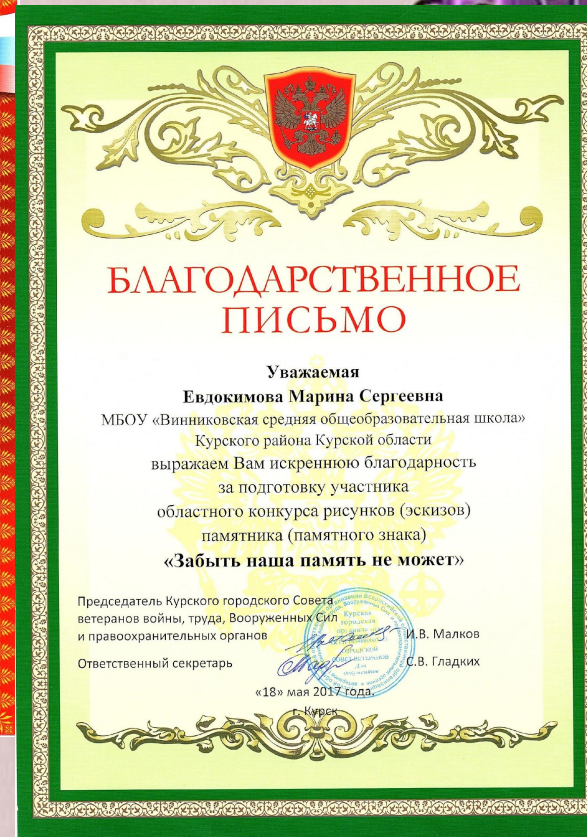 БЛАГОДАРСТВЕННОЕ
ПИСЬМО
Уважаемая
Евдокимова Марина Сергеевна
МБОУ «Винниковская средняя общеобразовательная школа»
Курского района Курской области
выражаем Вам искреннюю благодарность
за подготовку участника
областного конкурса рисунков (эскизов)
памятника (памятного знака)
«Забыть наша память не может»
Председатель Курского городского Совета
ветеранов войны, труда, Вооруженных Сил
и правоохранительных органов И.В. Малков
Ответственный секретарь С.В. Гладких
«18» мая 2017 года,
г. Курск